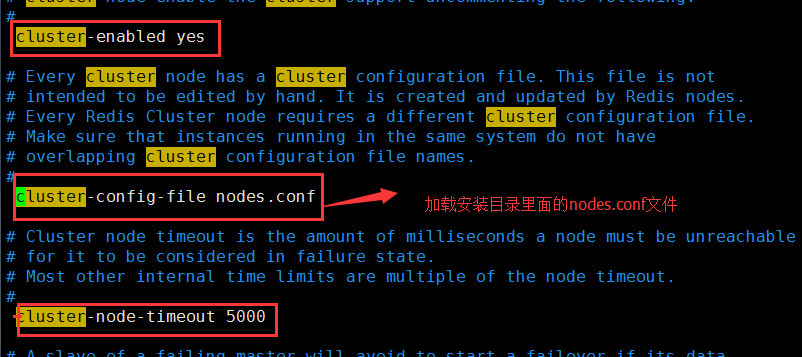 # Cluster node enable the cluster support uncommenting the following:
#
cluster-enabled yes
# Every cluster node has a cluster configuration file. This file is not
# intended to be edited by hand. It is created and updated by Redis nodes.
# Every Redis Cluster node requires a different cluster configuration file.
# Make sure that instances running in the same system do not have
# overlapping cluster configuration file names.
#
cluster-config-file nodes.conf
加载安装目录里面的nodes.conf文件
# Cluster node timeout is the amount of milliseconds a node must be unreachable
# for it to be considered in failure state.
# Most other internal time limits are multiple of the node timeout.
#
cluster-node-timeout 5000
# A slave of a failing master will avoid to start a failover if its data